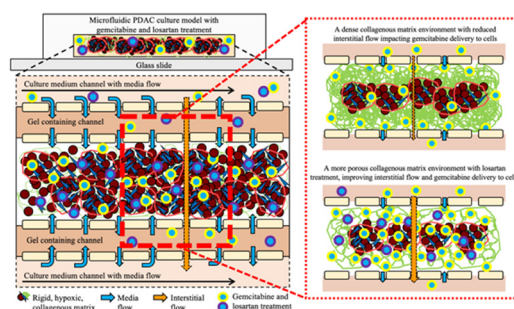 Microfluidic PDAC culture model with
gemcitabine and losartan treatment
Glass slide
Culture medium channel with media flow
Gel containing channel
Gel containing channel
Culture medium channel with media flow
Rigid, hypoxic,
collagenous matrix
Media
flow
Interstitial
flow
Gemcitabine and
losartan treatment
A dense collagenous matrix environment with reduced
interstitial flow impacting gemcitabine delivery to cells
A more porous collagenous matrix environment with losartan
treatment, improving interstitial flow and gemcitabine delivery to cel